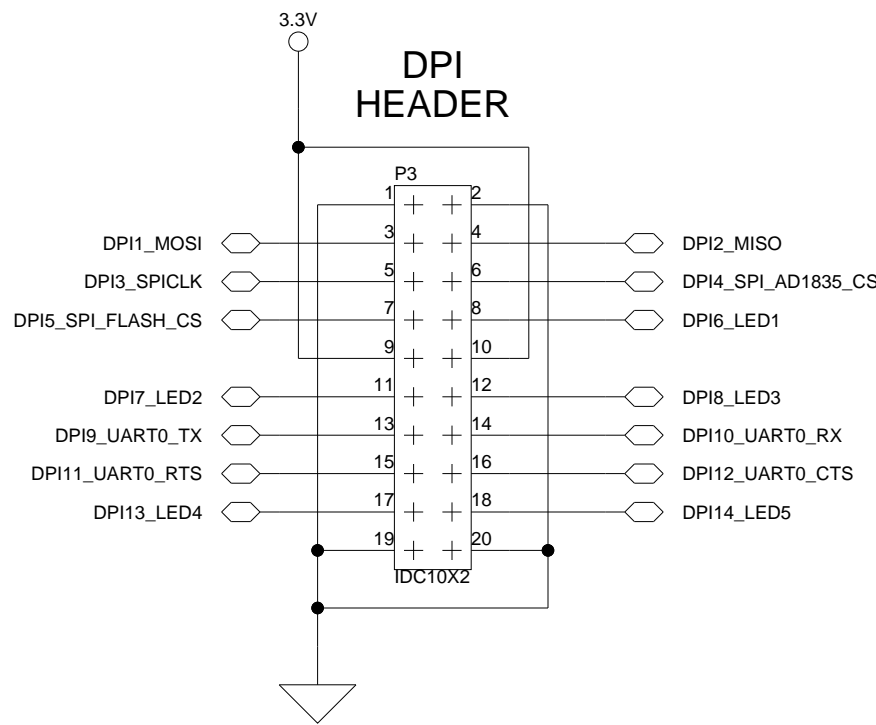 3.3V
DPI
HEADER
P3
1 2
DPI1_MOSI 3 4 DPI2_MISO
DPI3_SPICLK 5 6 DPI4_SPI_AD1835_CS
DPI5_SPI_FLASH_CS 7 8 DPI6_LED1
9 10
DPI7_LED2 11 12 DPI8_LED3
DPI9_UART0_TX 13 14 DPI10_UART0_RX
DPI11_UART0_RTS 15 16 DPI12_UART0_CTS
DPI13_LED4 17 18 DPI14_LED5
19 20
IDC10X2